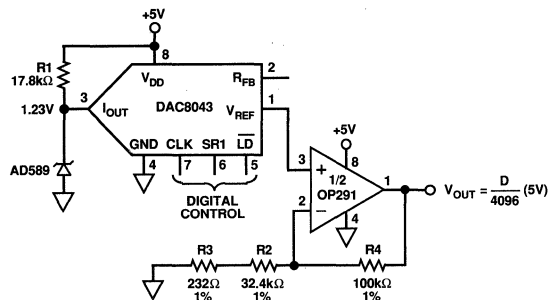 +5V
R1
17.8kΩ
1.23V
AD589
3
8
VDD
DAC8043
IOUT
RFB
2
VREF
1
GND CLK SR1 LD
4 7 6 5
DIGITAL
CONTROL
+5V
8
3
+
1/2
OP291
1
2
−
4
VOUT = D/4096 (5V)
R3
232Ω
1%
R2
32.4kΩ
1%
R4
100kΩ
1%